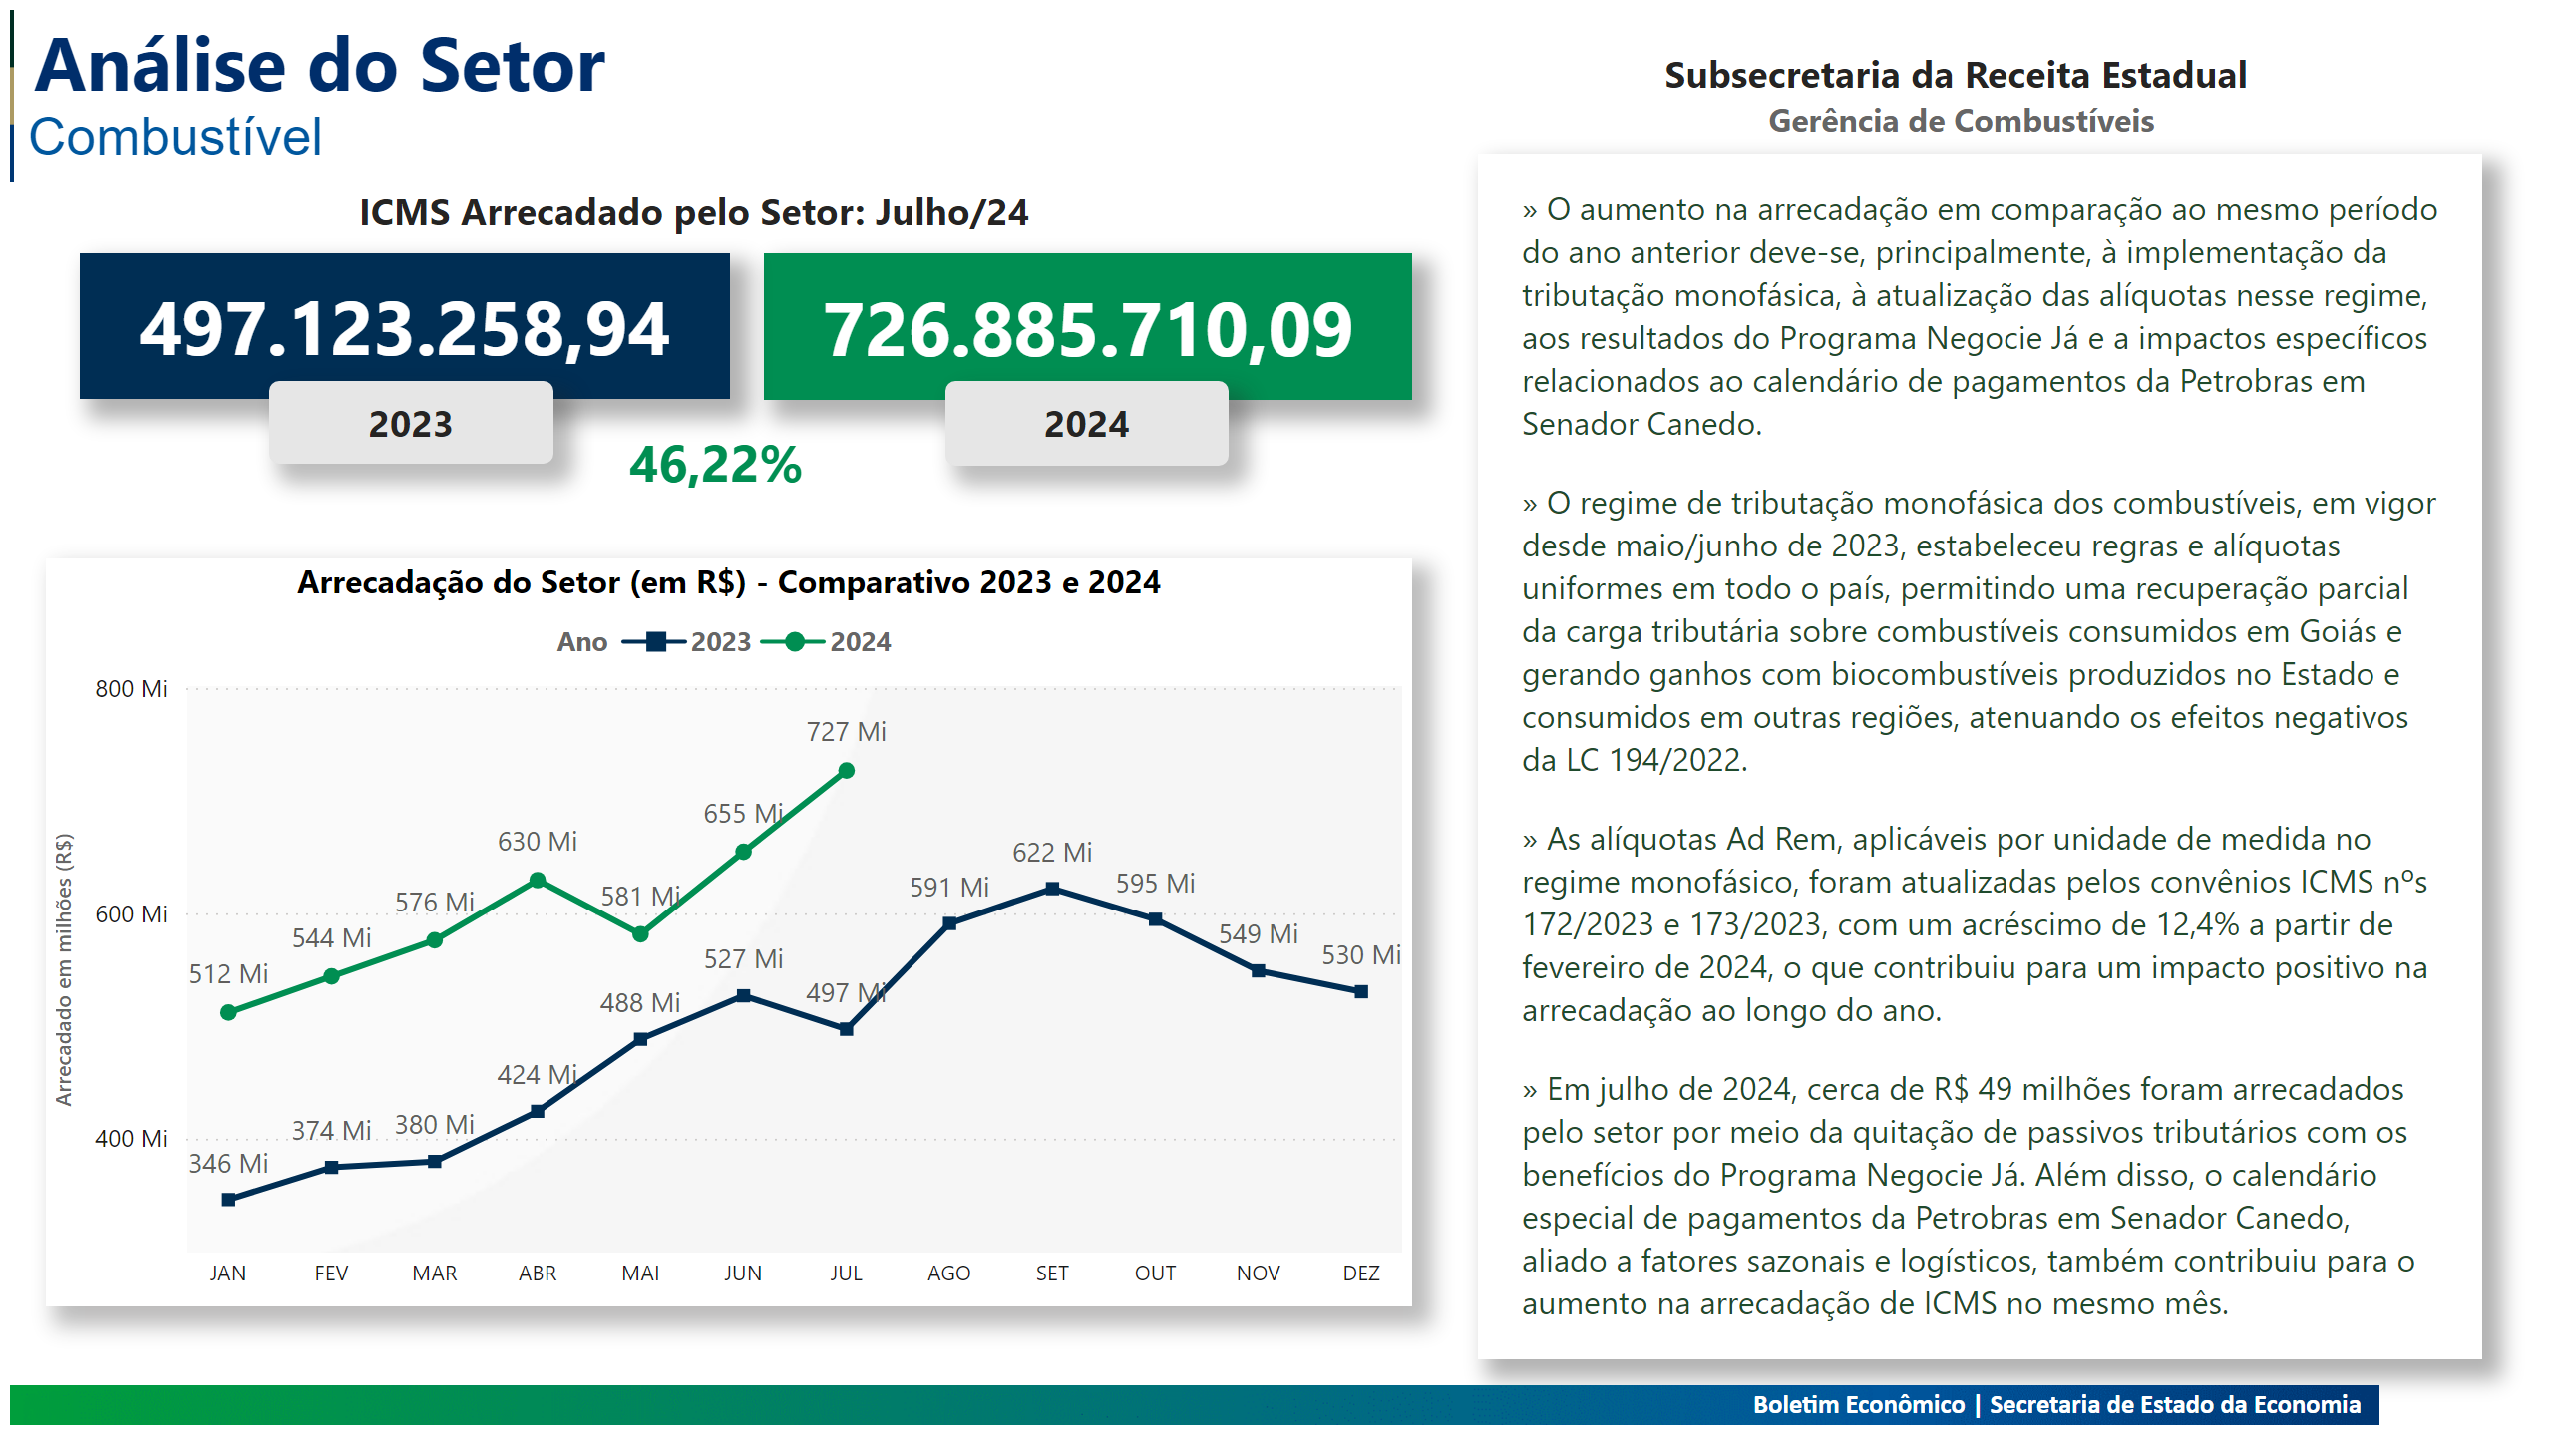 Análise do Setor
Combustível
ICMS Arrecadado pelo Setor: Julho/24
497.123.258,94
726.885.710,09
2023
2024
46,22%
Arrecadação do Setor (em R$) - Comparativo 2023 e 2024
Ano 2023 2024
Arrecadado em milhões (R$)
800 Mi
600 Mi
400 Mi
727 Mi
655 Mi
630 Mi
581 Mi
576 Mi
544 Mi
512 Mi
346 Mi
374 Mi
380 Mi
424 Mi
488 Mi
527 Mi
497 Mi
591 Mi
622 Mi
595 Mi
549 Mi
530 Mi
JAN FEV MAR ABR MAI JUN JUL AGO SET OUT NOV DEZ
Subsecretaria da Receita Estadual
Gerência de Combustíveis
» O aumento na arrecadação em comparação ao mesmo período
do ano anterior deve-se, principalmente, à implementação da
tributação monofásica, à atualização das alíquotas nesse regime,
aos resultados do Programa Negocie Já e a impactos específicos
relacionados ao calendário de pagamentos da Petrobras em
Senador Canedo.
» O regime de tributação monofásica dos combustíveis, em vigor
desde maio/junho de 2023, estabeleceu regras e alíquotas
uniformes em todo o país, permitindo uma recuperação parcial
da carga tributária sobre combustíveis consumidos em Goiás e
gerando ganhos com biocombustíveis produzidos no Estado e
consumidos em outras regiões, atenuando os efeitos negativos
da LC 194/2022.
» As alíquotas Ad Rem, aplicáveis por unidade de medida no
regime monofásico, foram atualizadas pelos convênios ICMS nºs
172/2023 e 173/2023, com um acréscimo de 12,4% a partir de
fevereiro de 2024, o que contribuiu para um impacto positivo na
arrecadação ao longo do ano.
» Em julho de 2024, cerca de R$ 49 milhões foram arrecadados
pelo setor por meio da quitação de passivos tributários com os
benefícios do Programa Negocie Já. Além disso, o calendário
especial de pagamentos da Petrobras em Senador Canedo,
aliado a fatores sazonais e logísticos, também contribuiu para o
aumento na arrecadação de ICMS no mesmo mês.
Boletim Econômico | Secretaria de Estado da Economia